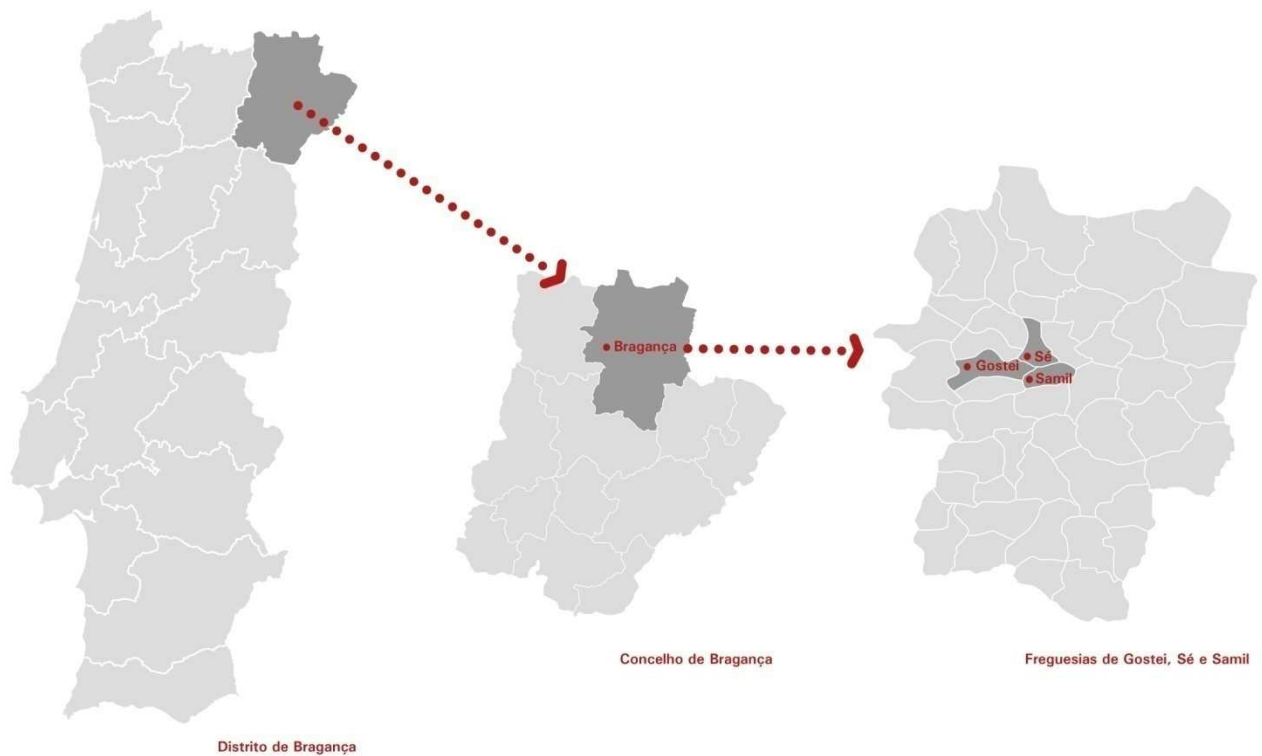 Bragança
Sé
Gostei
Samil
Concelho de Bragança
Freguesias de Gostei, Sé e Samil
Distrito de Bragança